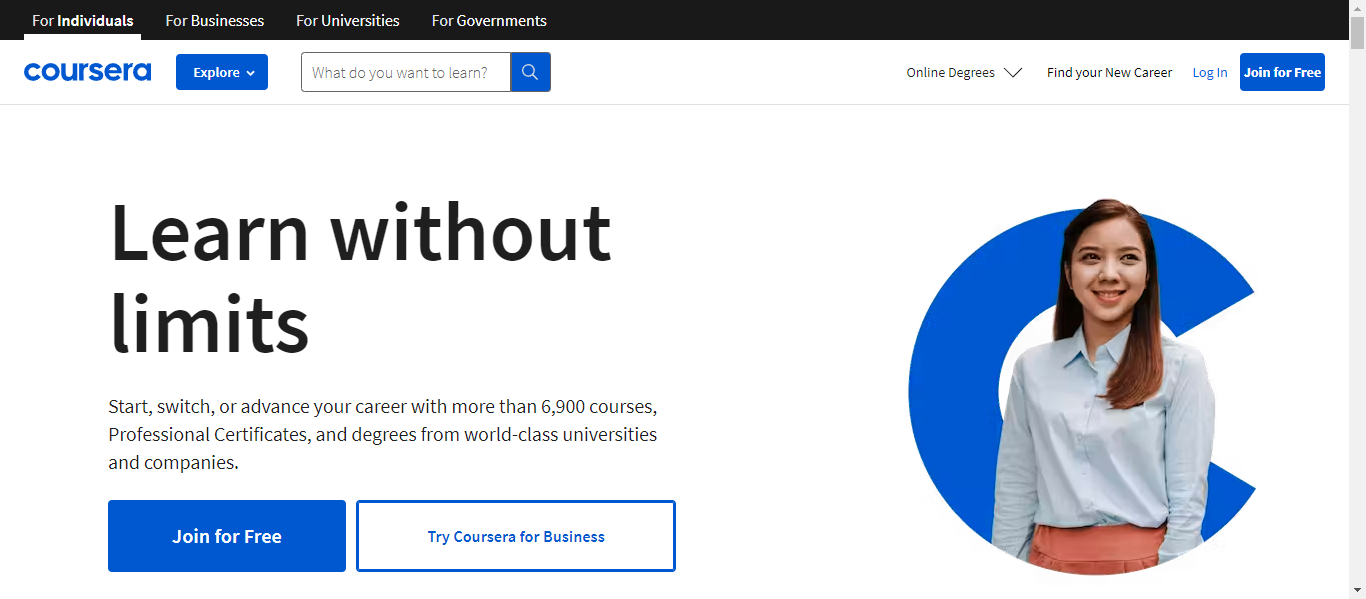 For Individuals For Businesses For Universities For Governments
coursera Explore What do you want to learn? Online Degrees Find your New Career Log In Join for Free
Learn without
limits
Start, switch, or advance your career with more than 6,900 courses,
Professional Certificates, and degrees from world-class universities
and companies.
Join for Free Try Coursera for Business